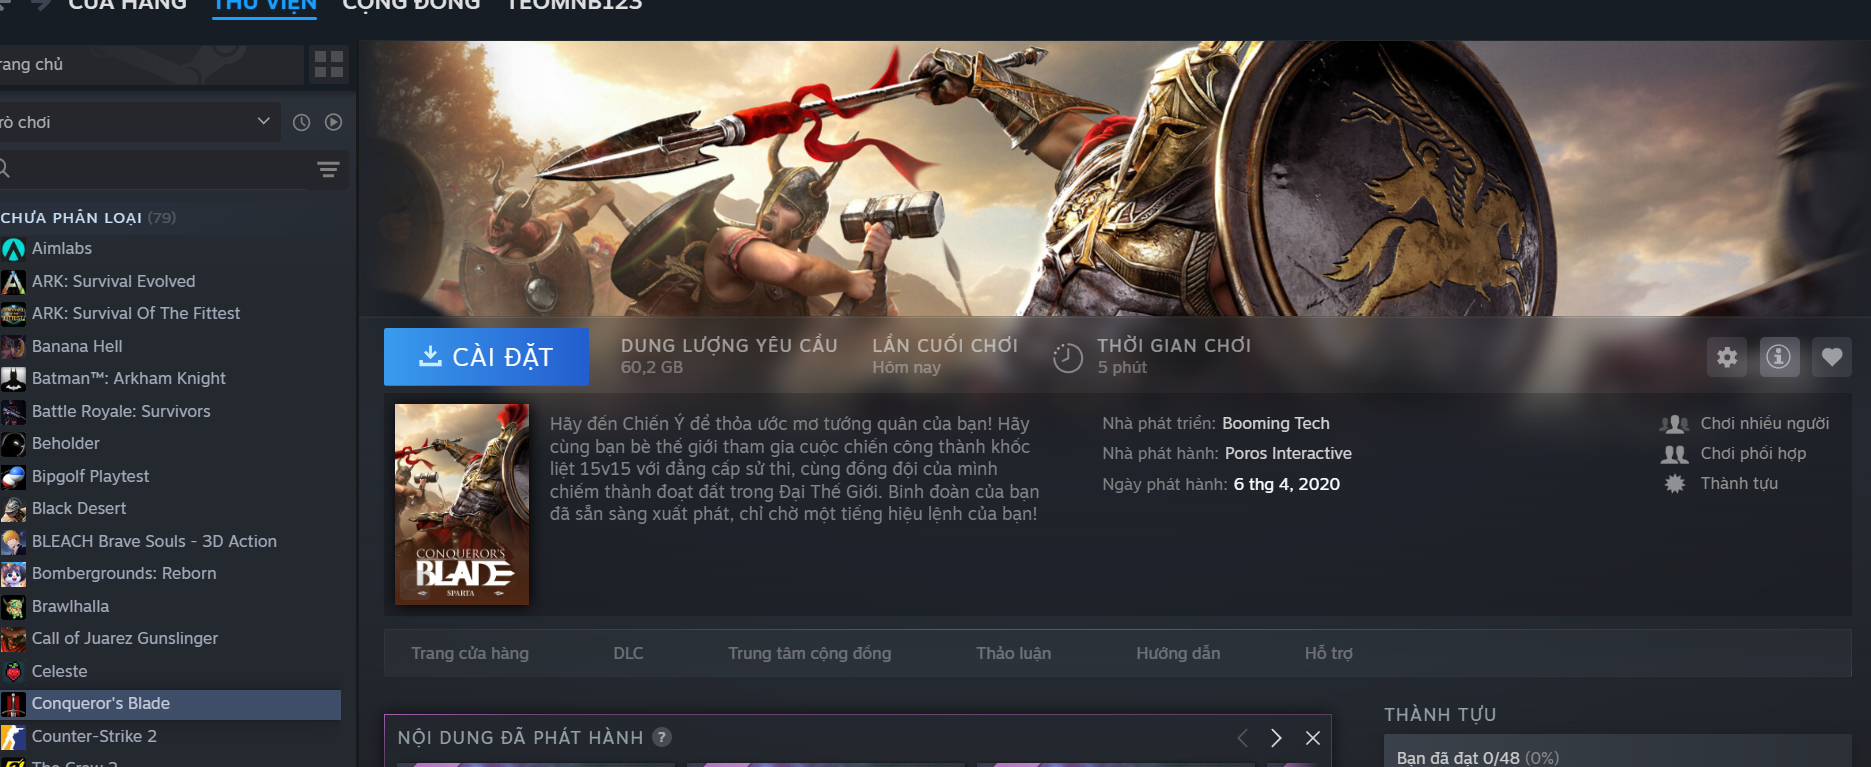 CỬA HÀNG THƯ VIỆN CỘNG ĐỒNG TEOMNB123
rang chủ
rò chơi
CHƯA PHÂN LOẠI (79)
Aimlabs
ARK: Survival Evolved
ARK: Survival Of The Fittest
Banana Hell
Batman™: Arkham Knight
Battle Royale: Survivors
Beholder
Bipgolf Playtest
Black Desert
BLEACH Brave Souls - 3D Action
Bombergrounds: Reborn
Brawlhalla
Call of Juarez Gunslinger
Celeste
Conqueror's Blade
Counter-Strike 2
The Crew 2
CÀI ĐẶT
DUNG LƯỢNG YÊU CẦU
60,2 GB
LẦN CUỐI CHƠI
Hôm nay
THỜI GIAN CHƠI
5 phút
CONQUEROR'S
BLADE
SPARTA
Hãy đến Chiến Ý để thỏa ước mơ tướng quân của bạn! Hãy
cùng bạn bè thế giới tham gia cuộc chiến công thành khốc
liệt 15v15 với đẳng cấp sử thi, cùng đồng đội của mình
chiếm thành đoạt đất trong Đại Thế Giới. Binh đoàn của bạn
đã sẵn sàng xuất phát, chỉ chờ một tiếng hiệu lệnh của bạn!
Nhà phát triển: Booming Tech
Nhà phát hành: Poros Interactive
Ngày phát hành: 6 thg 4, 2020
Chơi nhiều người
Chơi phối hợp
Thành tựu
Trang cửa hàng DLC Trung tâm cộng đồng Thảo luận Hướng dẫn Hỗ trợ
NỘI DUNG ĐÃ PHÁT HÀNH ?
THÀNH TỰU
Bạn đã đạt 0/48 (0%)